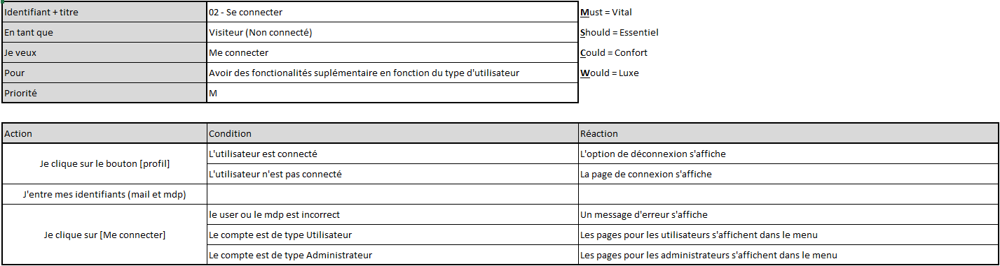 Identifiant + titre 02 - Se connecter Must = Vital
En tant que Visiteur (Non connecté) Should = Essentiel
Je veux Me connecter Could = Confort
Pour Avoir des fonctionalités suplémentaire en fonction du type d'utilisateur Would = Luxe
Priorité M
Action Condition Réaction
Je clique sur le bouton [profil]
L'utilisateur est connecté L'option de déconnexion s'affiche
L'utilisateur n'est pas connecté La page de connexion s'affiche
J'entre mes identifiants (mail et mdp)
Je clique sur [Me connecter]
le user ou le mdp est incorrect Un message d'erreur s'affiche
Le compte est de type Utilisateur Les pages pour les utilisateurs s'affichent dans le menu
Le compte est de type Administrateur Les pages pour les administrateurs s'affichent dans le menu